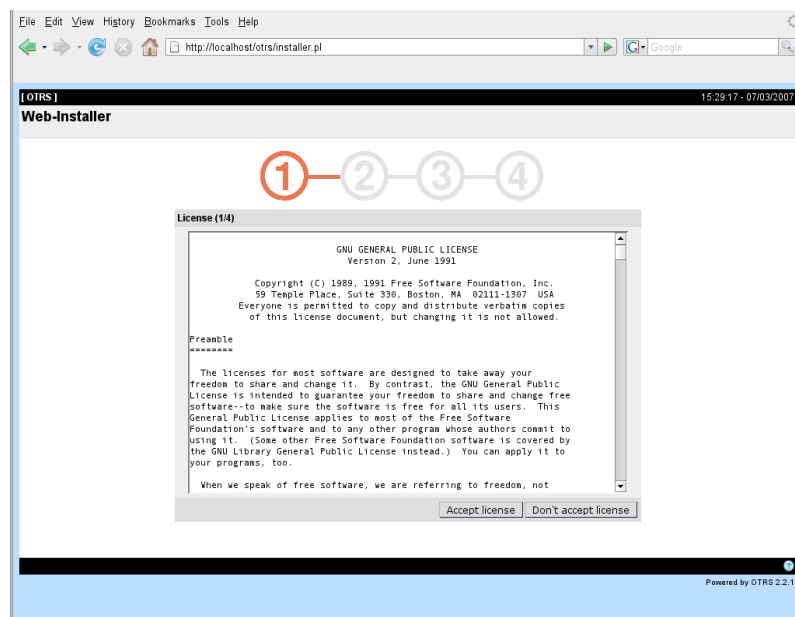 File Edit View History Bookmarks Tools Help
http://localhost/otrs/installer.pl
G Google
[ OTRS ]
15:29:17 - 07/03/2007
Web-Installer
1 2 3 4
License (1/4)
GNU GENERAL PUBLIC LICENSE
Version 2, June 1991
Copyright (C) 1989, 1991 Free Software Foundation, Inc.
59 Temple Place, Suite 330, Boston, MA 02111-1307 USA
Everyone is permitted to copy and distribute verbatim copies
of this license document, but changing it is not allowed.
Preamble
========
The licenses for most software are designed to take away your
freedom to share and change it. By contrast, the GNU General Public
License is intended to guarantee your freedom to share and change free
software--to make sure the software is free for all its users. This
General Public License applies to most of the Free Software
Foundation's software and to any other program whose authors commit to
using it. (Some other Free Software Foundation software is covered by
the GNU Library General Public License instead.) You can apply it to
your programs, too.
When we speak of free software, we are referring to freedom, not
Accept license Don't accept license
Powered by OTRS 2.2.1